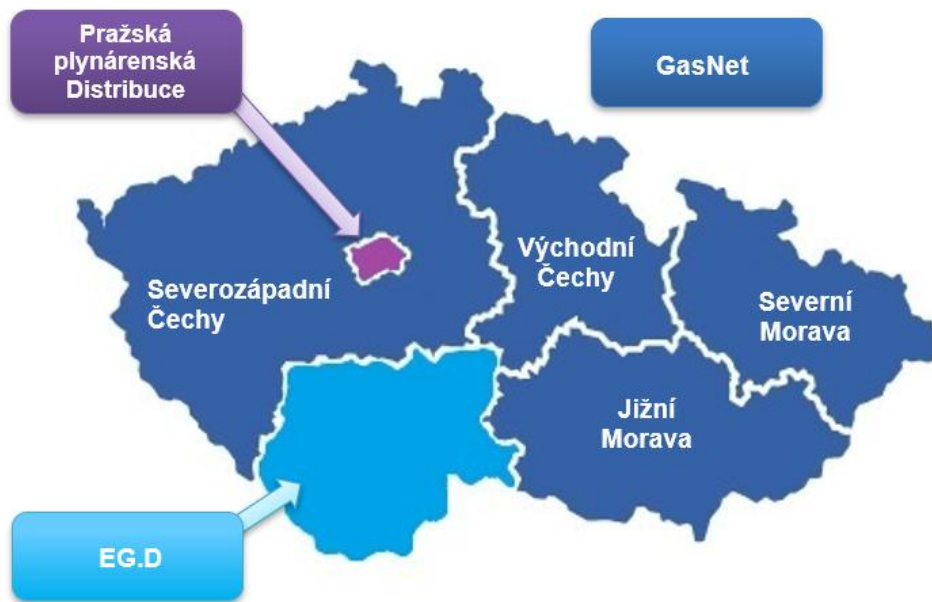 Pražská
plynárenská
Distribuce
GasNet
Východní
Čechy
Severozápadní
Čechy
Severní
Morava
Jižní
Morava
EG.D